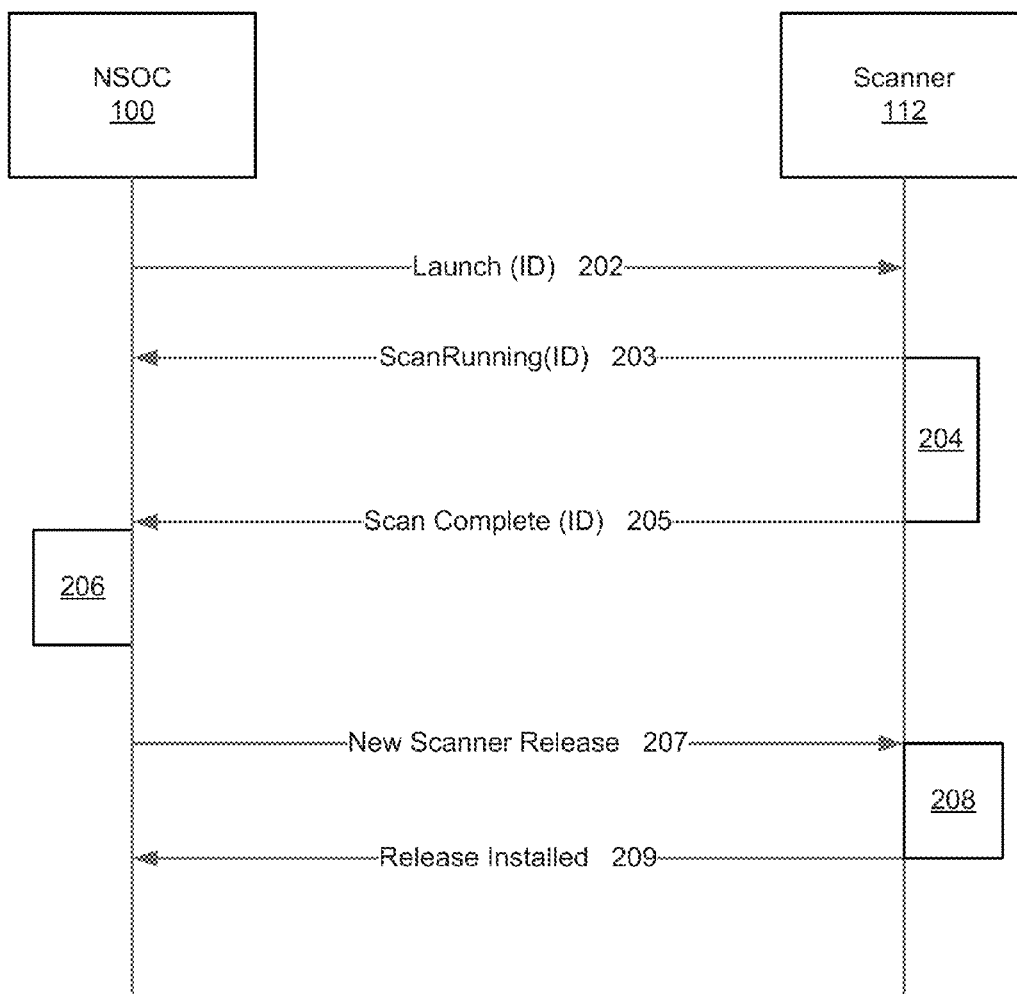 NSOC
100
Scanner
112
Launch (ID) 202
ScanRunning(ID) 203
204
Scan Complete (ID) 205
206
New Scanner Release 207
208
Release Installed 209